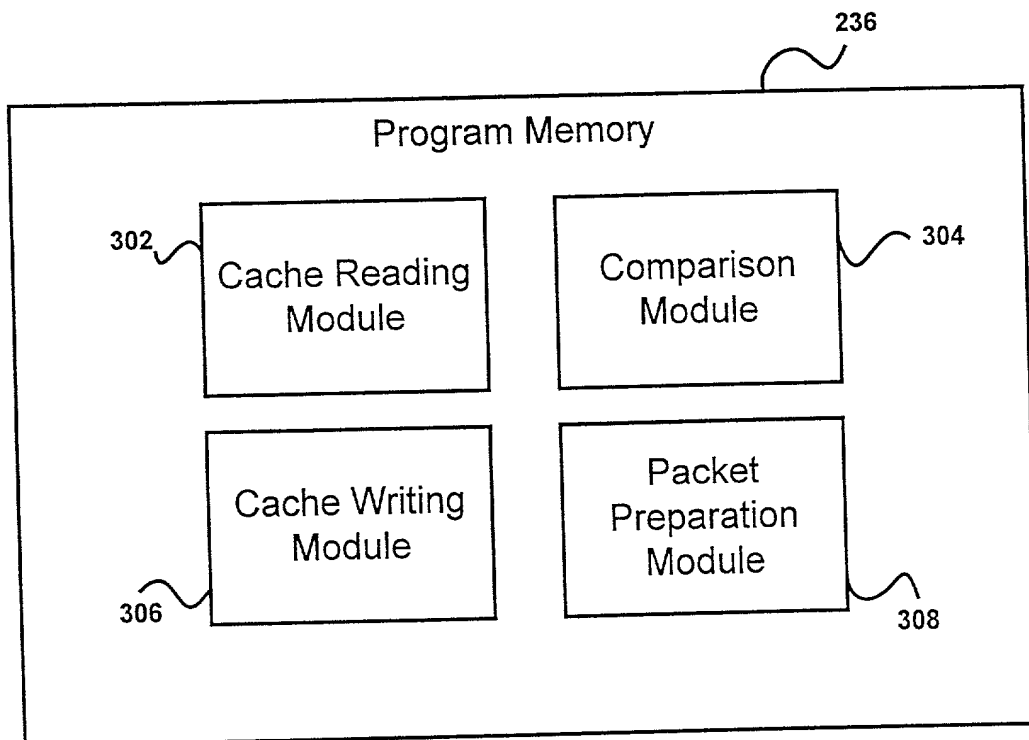 236
Program Memory
302
Cache Reading
Module
Comparison
Module
304
Cache Writing
Module
306
Packet
Preparation
Module
308